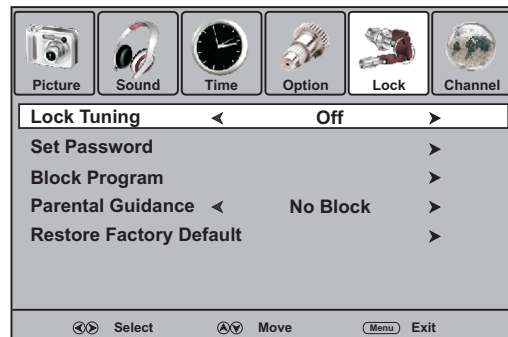 Picture Sound Time Option Lock Channel
Lock Tuning Off
Set Password
Block Program
Parental Guidance No Block
Restore Factory Default
Select Move Menu Exit